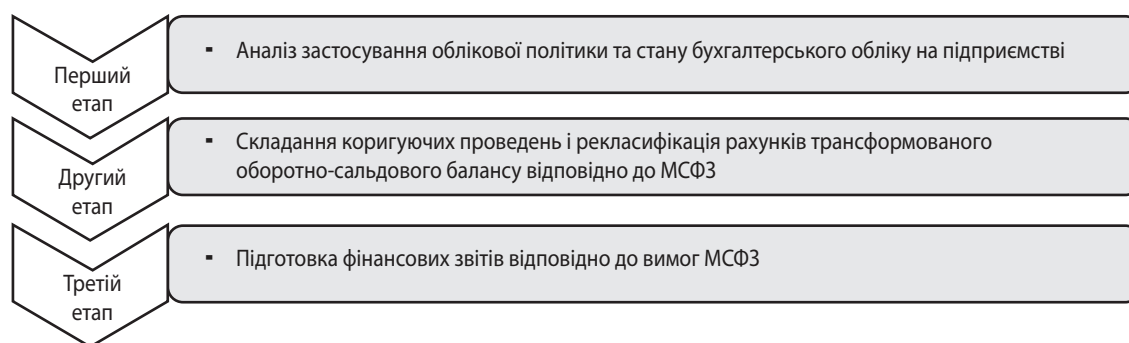 Перший
етап
▪ Аналіз застосування облікової політики та стану бухгалтерського обліку на підприємстві
Другий
етап
▪ Складання коригуючих проведень і рекласифікація рахунків трансформованого
оборотно-сальдового балансу відповідно до МСФЗ
Третій
етап
▪ Підготовка фінансових звітів відповідно до вимог МСФЗ